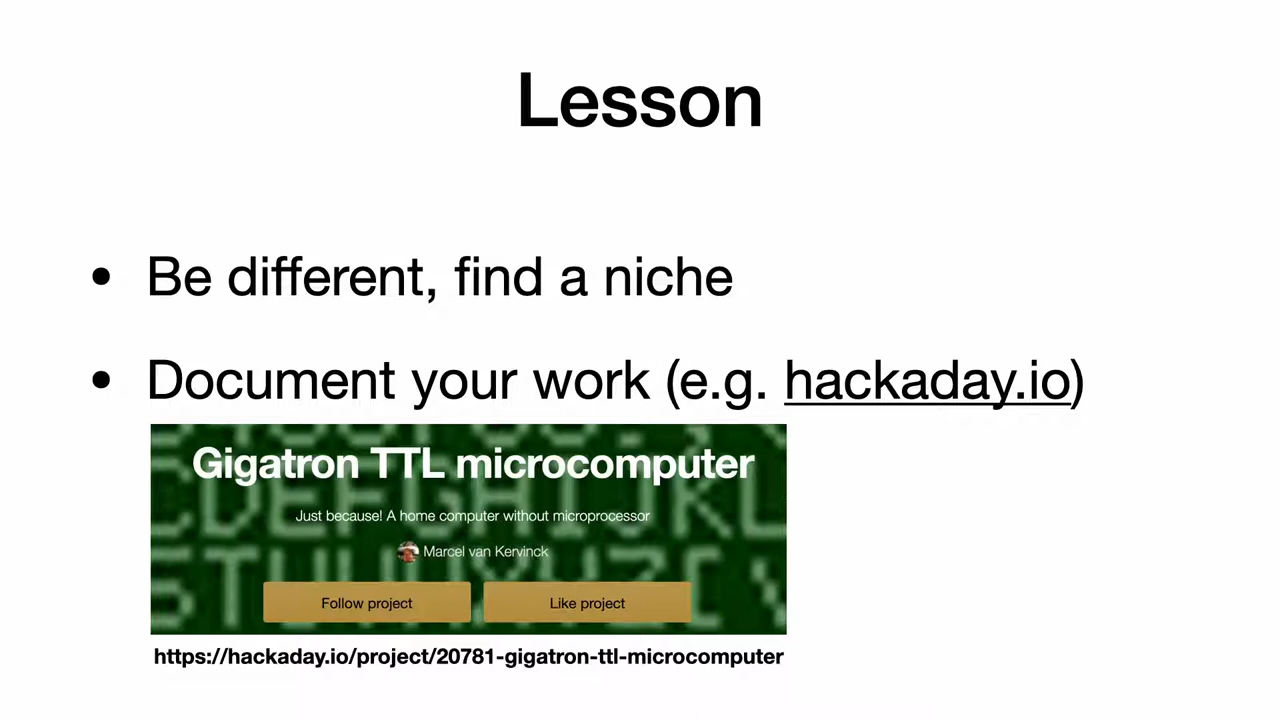 Lesson
• Be different, find a niche
• Document your work (e.g. hackaday.io)
Gigatron TTL microcomputer
Just because! A home computer without microprocessor
Marcel van Kervinck
Follow project
Like project
https://hackaday.io/project/20781-gigatron-ttl-microcomputer